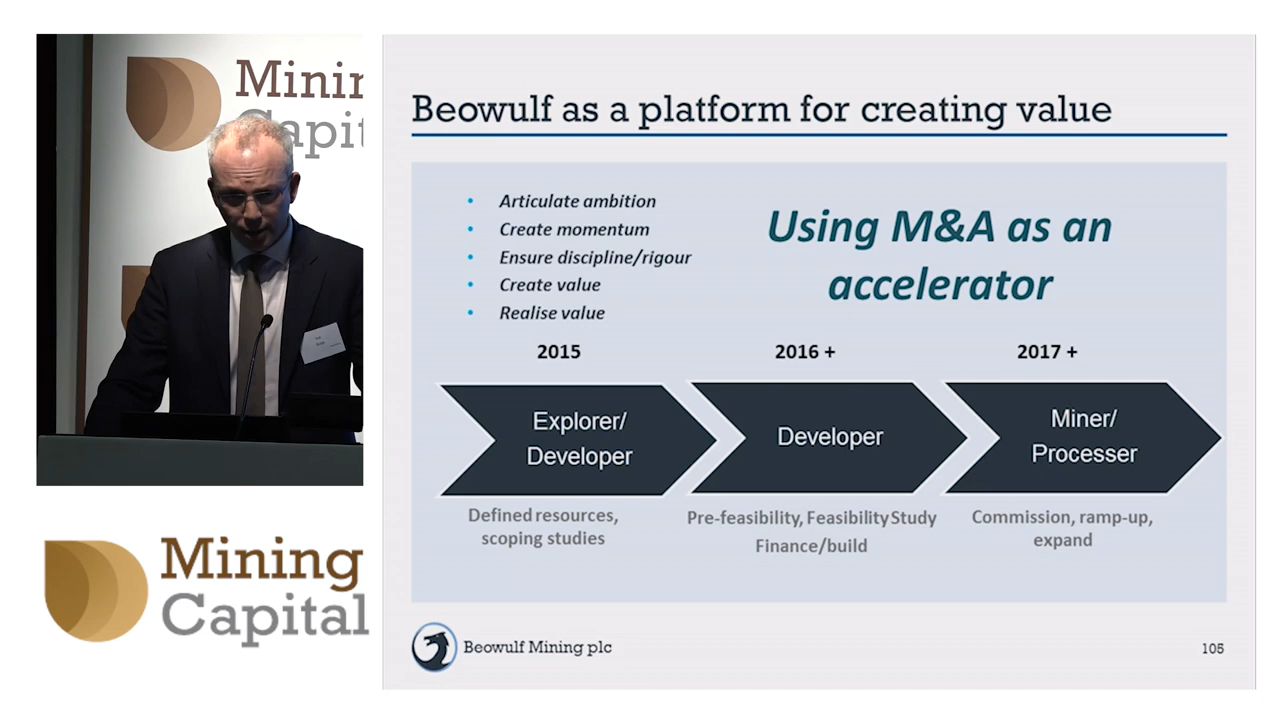 Minin
Capit
Mining
Capital
Beowulf as a platform for creating value
• Articulate ambition
• Create momentum
• Ensure discipline/rigour
• Create value
• Realise value
Using M&A as an
accelerator
2015
2016 +
2017 +
Explorer/
Developer
Developer
Miner/
Processer
Defined resources,
scoping studies
Pre-feasibility, Feasibility Study
Finance/build
Commission, ramp-up,
expand
Beowulf Mining plc
105